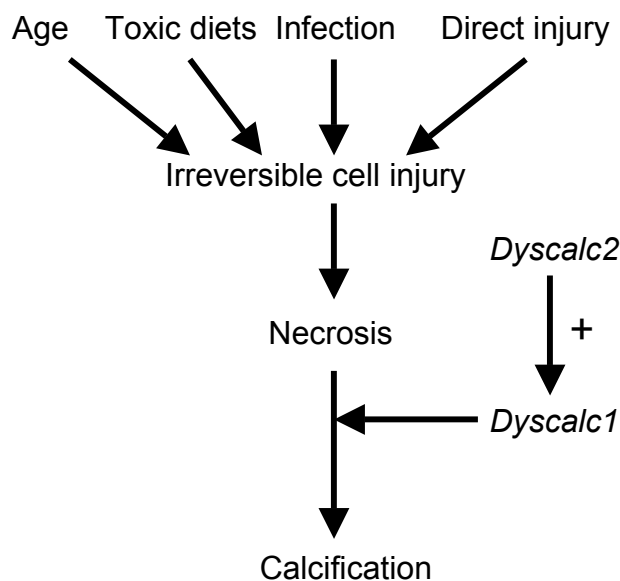 Age Toxic diets Infection Direct injury
Irreversible cell injury
Dyscalc2
+
Necrosis
Dyscalc1
Calcification